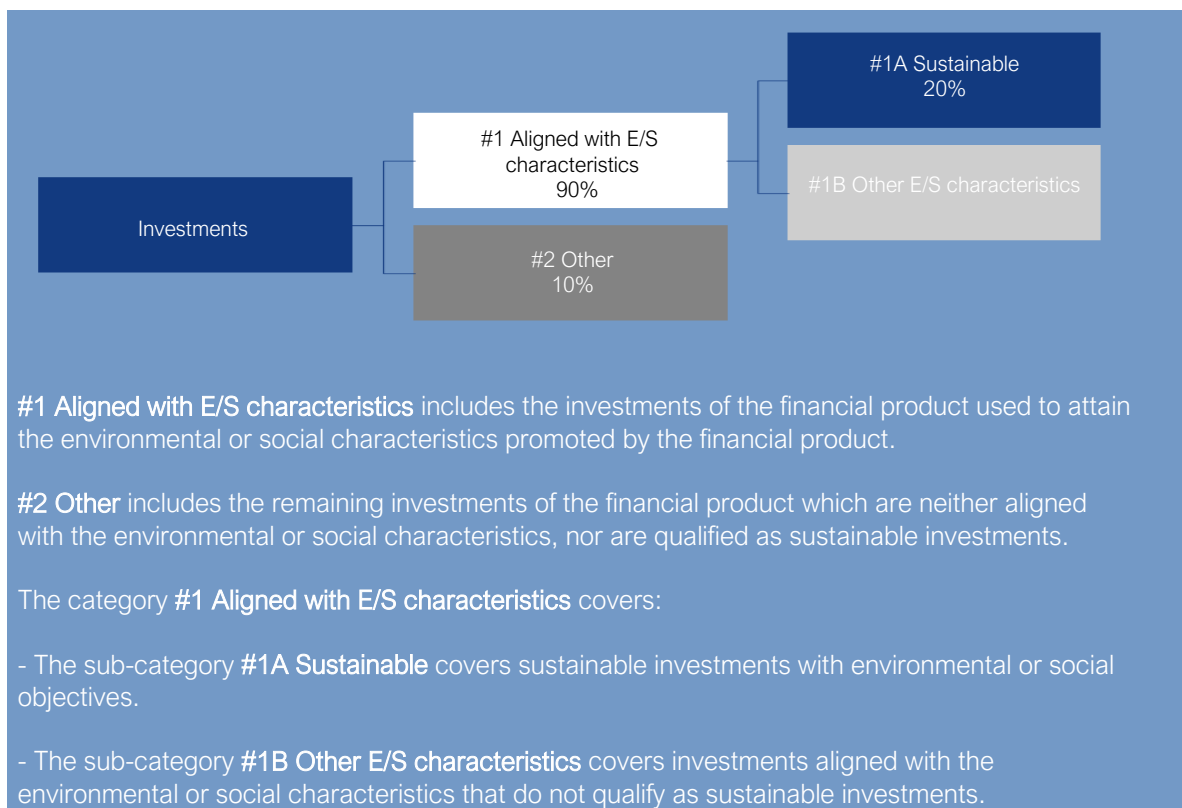 #1A Sustainable
20%
#1 Aligned with E/S
characteristics
90%
#1B Other E/S characteristics
Investments
#2 Other
10%
#1 Aligned with E/S characteristics includes the investments of the financial product used to attain
the environmental or social characteristics promoted by the financial product.
#2 Other includes the remaining investments of the financial product which are neither aligned
with the environmental or social characteristics, nor are qualified as sustainable investments.
The category #1 Aligned with E/S characteristics covers:
- The sub-category #1A Sustainable covers sustainable investments with environmental or social
objectives.
- The sub-category #1B Other E/S characteristics covers investments aligned with the
environmental or social characteristics that do not qualify as sustainable investments.